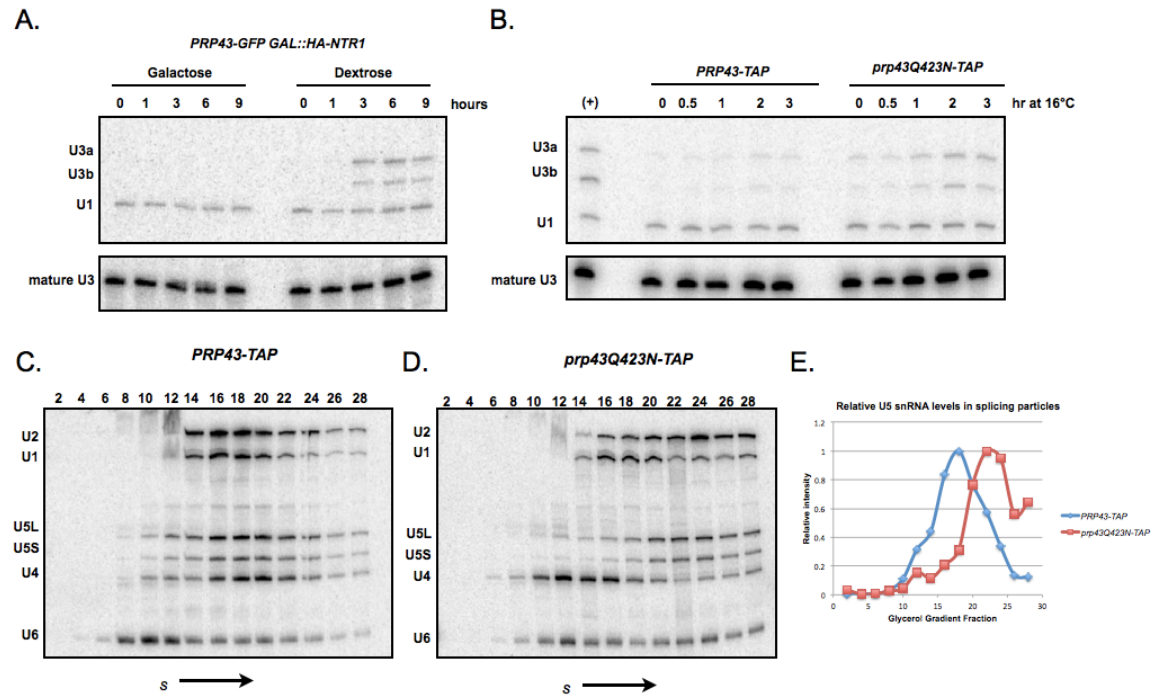 A.
PRP43-GFP GAL::HA-NTR1
Galactose Dextrose
0 1 3 6 9 0 1 3 6 9 hours
U3a
U3b
U1
mature U3
B.
PRP43-TAP prp43Q423N-TAP
(+) 0 0.5 1 2 3 0 0.5 1 2 3 hr at 16°C
U3a
U3b
U1
mature U3
C.
PRP43-TAP
2 4 6 8 10 12 14 16 18 20 22 24 26 28
U2
U1
U5L
U5S
U4
U6
s
D.
prp43Q423N-TAP
2 4 6 8 10 12 14 16 18 20 22 24 26 28
U2
U1
U5L
U5S
U4
U6
s
E.
Relative U5 snRNA levels in splicing particles
Relative intensity
1.2
1
0.8
0.6
0.4
0.2
0
0 5 10 15 20 25 30
Glycerol Gradient Fraction
PRP43-TAP
prp43Q423N-TAP